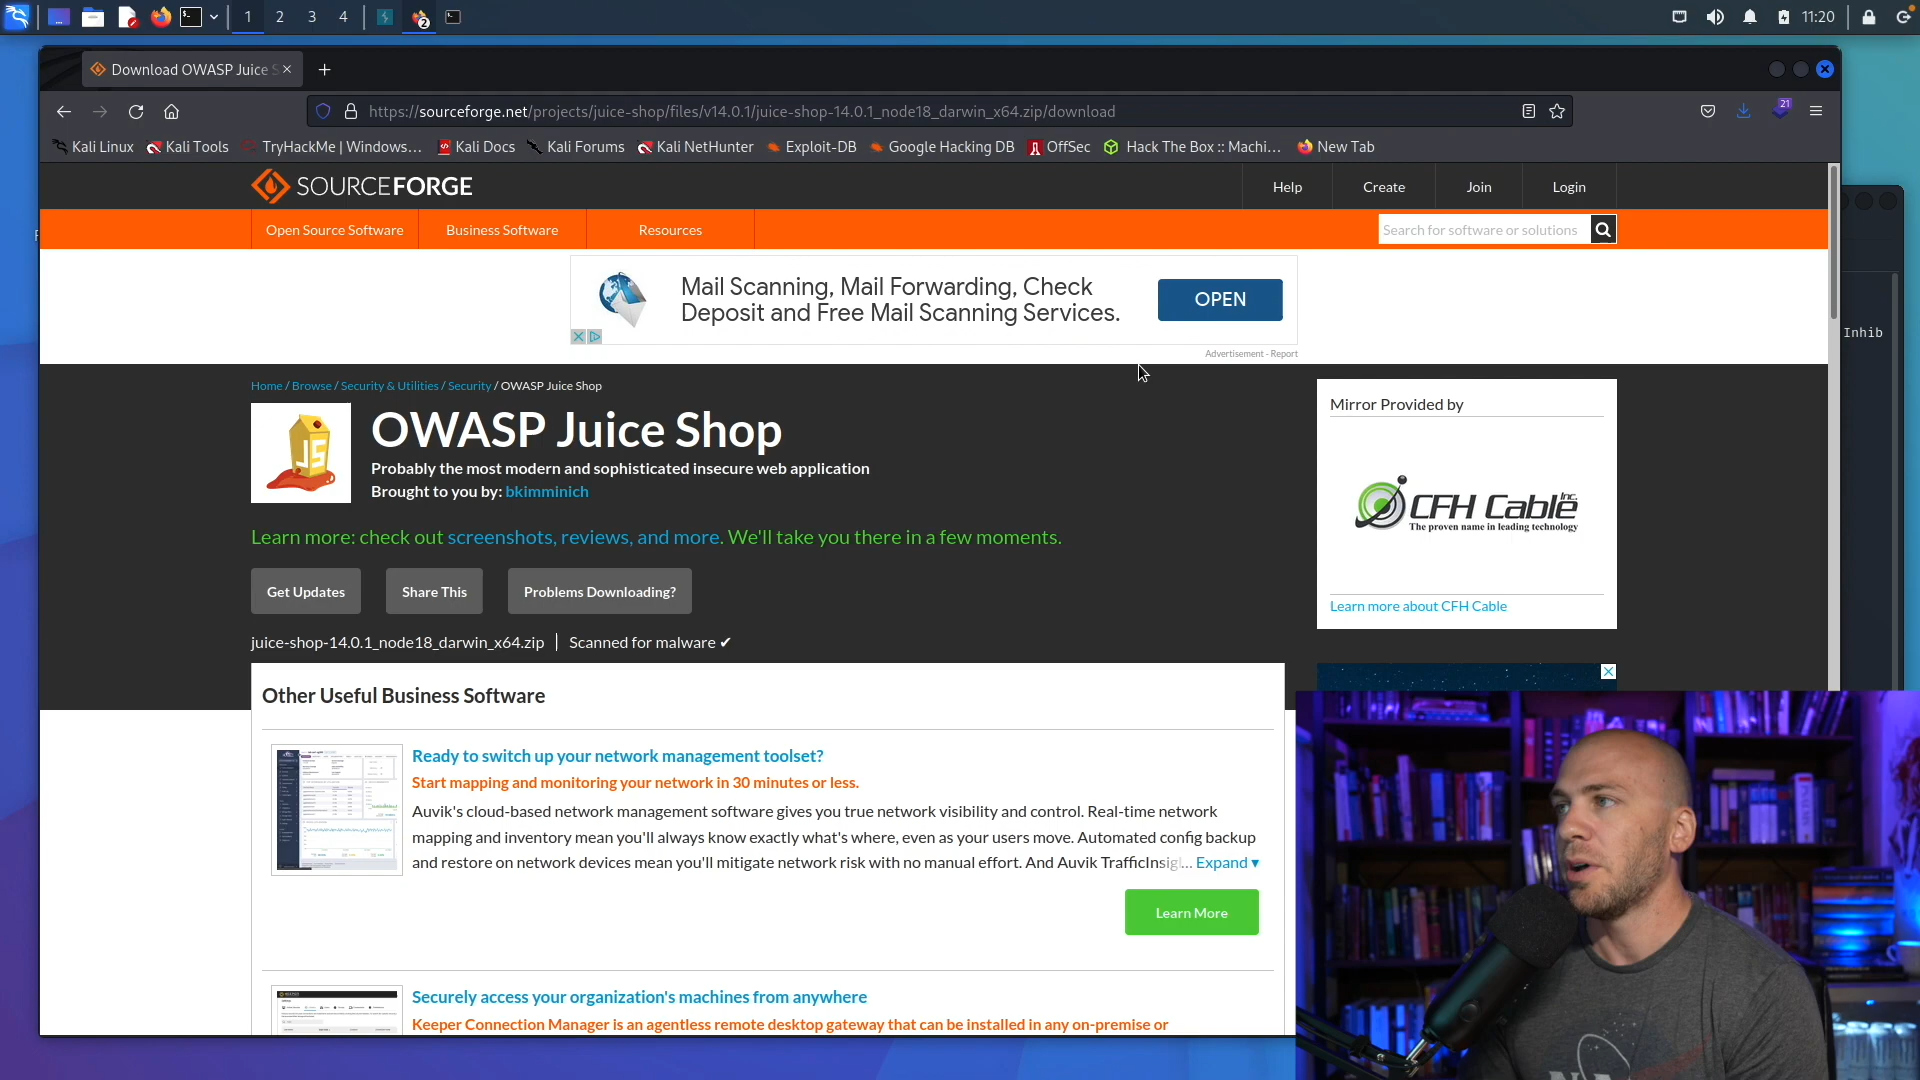 1 2 3 4 2 11:20
Download OWASP Juice S
https://sourceforge.net/projects/juice-shop/files/v14.0.1/juice-shop-14.0.1_node18_darwin_x64.zip/download
21
Kali Linux Kali Tools TryHackMe | Windows... Kali Docs Kali Forums Kali NetHunter Exploit-DB Google Hacking DB OffSec Hack The Box :: Machi... New Tab
SOURCEFORGE
Help Create Join Login
Open Source Software Business Software Resources
Search for software or solutions
Mail Scanning, Mail Forwarding, Check
Deposit and Free Mail Scanning Services.
OPEN
Advertisement - Report
Inhib
Home / Browse / Security & Utilities / Security / OWASP Juice Shop
JS
OWASP Juice Shop
Probably the most modern and sophisticated insecure web application
Brought to you by: bkimminich
Mirror Provided by
CFH Cable Inc.
The proven name in leading technology
Learn more about CFH Cable
Learn more: check out screenshots, reviews, and more. We'll take you there in a few moments.
Get Updates Share This Problems Downloading?
juice-shop-14.0.1_node18_darwin_x64.zip | Scanned for malware ✔
Other Useful Business Software
Ready to switch up your network management toolset?
Start mapping and monitoring your network in 30 minutes or less.
Auvik's cloud-based network management software gives you true network visibility and control. Real-time network
mapping and inventory mean you'll always know exactly what's where, even as your users move. Automated config backup
and restore on network devices mean you'll mitigate network risk with no manual effort. And Auvik TrafficInsig... Expand ▾
Learn More
Securely access your organization's machines from anywhere
Keeper Connection Manager is an agentless remote desktop gateway that can be installed in any on-premise or